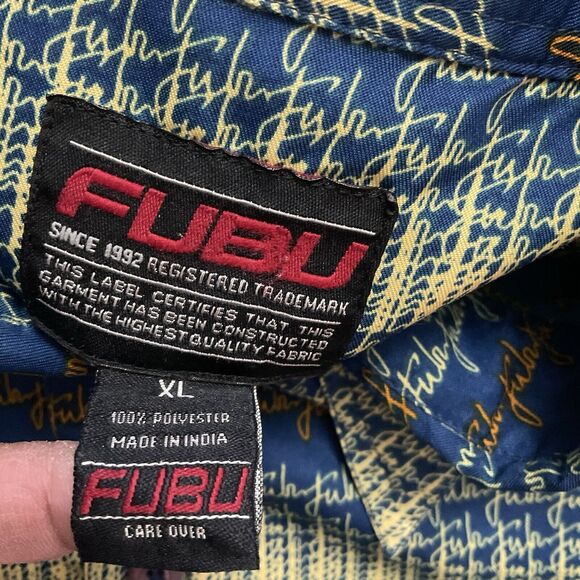 FUBU
SINCE 1992 REGISTERED TRADEMARK
THIS LABEL CERTIFIES THAT THIS
GARMENT HAS BEEN CONSTRUCTED
WITH THE HIGHEST QUALITY FABRIC
XL
100% POLYESTER
MADE IN INDIA
FUBU
CARE OVER